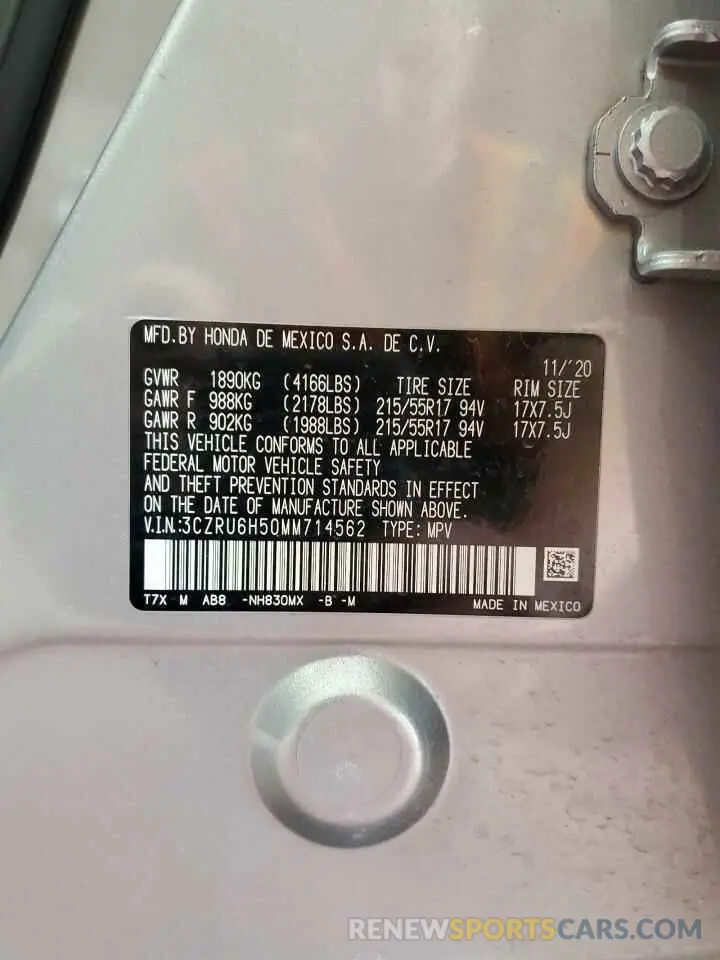 MFD.BY HONDA DE MEXICO S.A. DE C.V.
11/'20
GVWR 1890KG (4166LBS) TIRE SIZE RIM SIZE
GAWR F 988KG (2178LBS) 215/55R17 94V 17X7.5J
GAWR R 902KG (1988LBS) 215/55R17 94V 17X7.5J
THIS VEHICLE CONFORMS TO ALL APPLICABLE
FEDERAL MOTOR VEHICLE SAFETY
AND THEFT PREVENTION STANDARDS IN EFFECT
ON THE DATE OF MANUFACTURE SHOWN ABOVE.
V.I.N.:3CZRU6H50MM714562 TYPE: MPV
T7X M AB8 -NH830MX -B -M MADE IN MEXICO
RENEWSPORTSCARS.COM